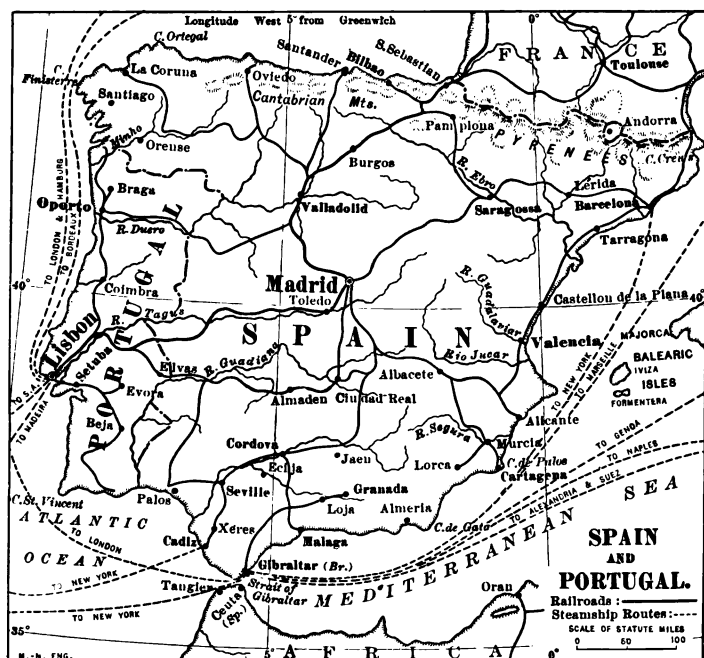 Longitude West 5° from Greenwich
0°
C. Ortegal
FRANCE
Santander
Bilbao
S. Sebastian
Toulouse
C.
Finisterra
La Coruna
Oviedo
Cantabrian Mts.
Santiago
Andorra
Pamplona
PYRENEES
Minho
Orense
Burgos
C. Creus
R. Ebro
Lerida
Braga
Oporto
Valladolid
Saragossa
Barcelona
R. Duero
Tarragona
TO LONDON & HAMBURG
TO BORDEAUX
40°
Coimbra
Madrid
Toledo
R. Guadalaviar
Castellou de la Plana
40°
R. Tagus
PORTUGAL
SPAIN
Lisbon
Setuba
Valencia
MAJORCA
BALEARIC
IVIZA
ISLES
FORMENTERA
Rio Jucar
Elvas
R. Guadiana
Albacete
TO NEW YORK
TO MARSEILLE
TO S.A.
TO MADEIRA
Evora
Almaden
Ciudad Real
Beja
Alicante
R. Segura
TO GENOA
Cordova
Murcia
TO NAPLES
Ecija
Jaen
Lorca
C. de Palos
Cartagena
TO ALEXANDRIA & SUEZ
C. St. Vincent
Palos
Seville
Granada
Loja
ATLANTIC
OCEAN
Xeres
Almeria
C. de Gata
MEDITERRANEAN SEA
TO LONDON
Cadiz
Malaga
SPAIN
AND
PORTUGAL.
Gibraltar (Br.)
TO NEW YORK
Tangier
Strait of
Gibraltar
Ceuta
(Sp.)
Oran
Railroads:
Steamship Routes:
TO NEW YORK
SCALE OF STATUTE MILES
0 50 100
35°
AFRICA
M.-N. ENG.
5°
0°